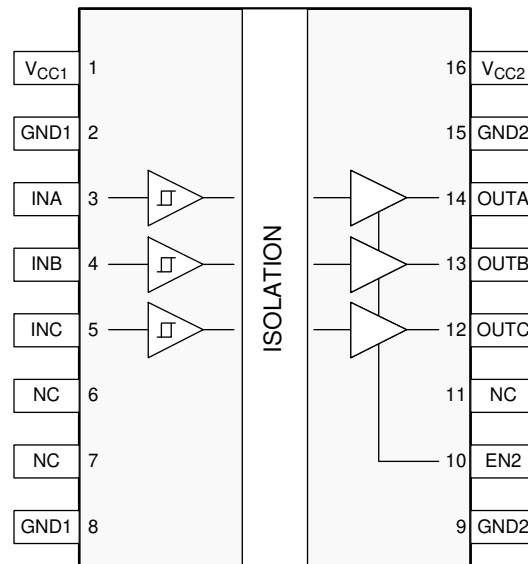 VCC1 1 16 VCC2
GND1 2 15 GND2
INA 3 14 OUTA
INB 4 13 OUTB
INC 5 12 OUTC
NC 6 11 NC
NC 7 10 EN2
GND1 8 9 GND2
ISOLATION